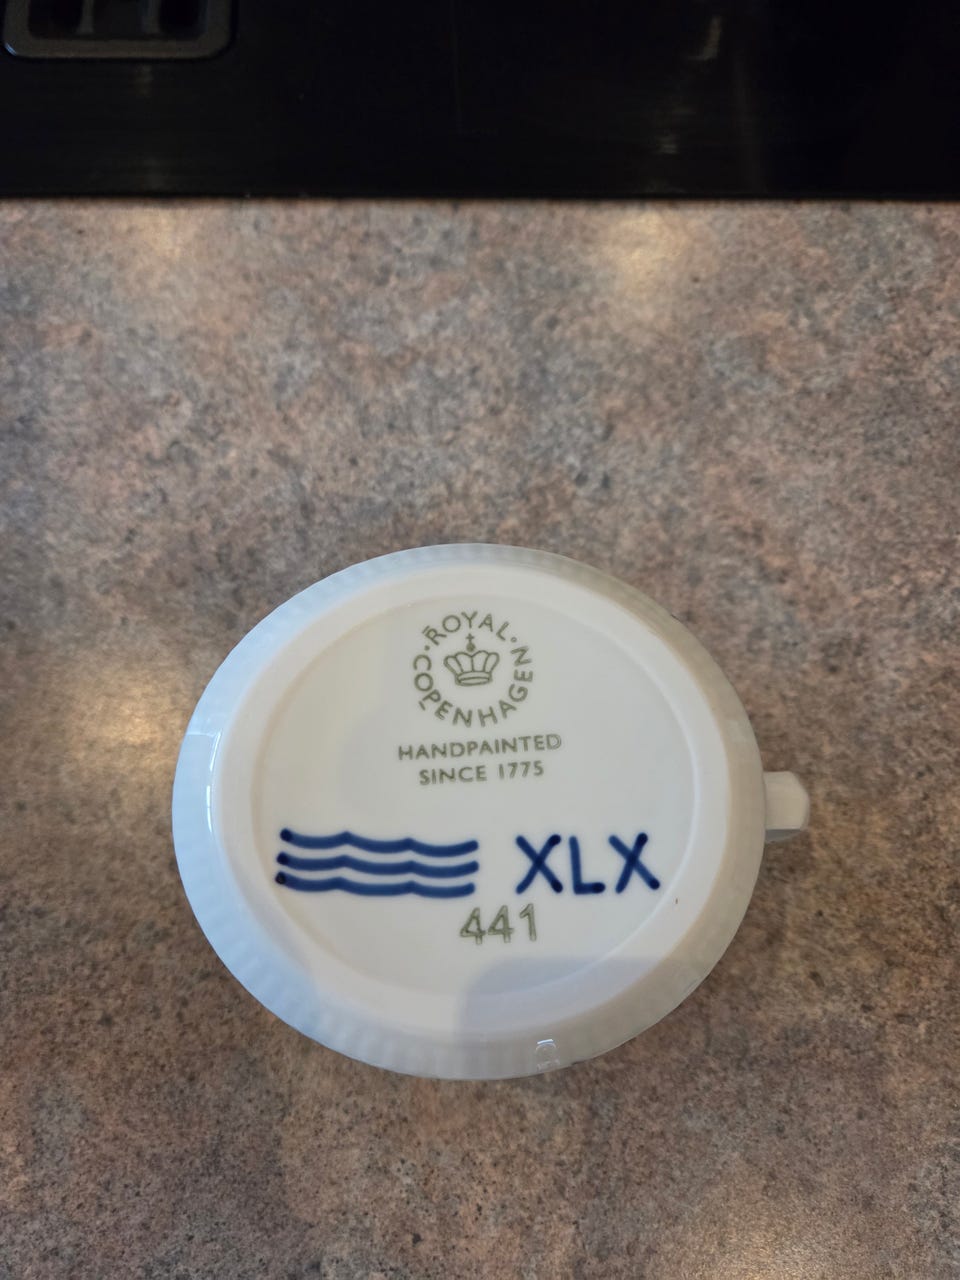 ROYAL
COPENHAGEN
HANDPAINTED
SINCE 1775
XLX
441